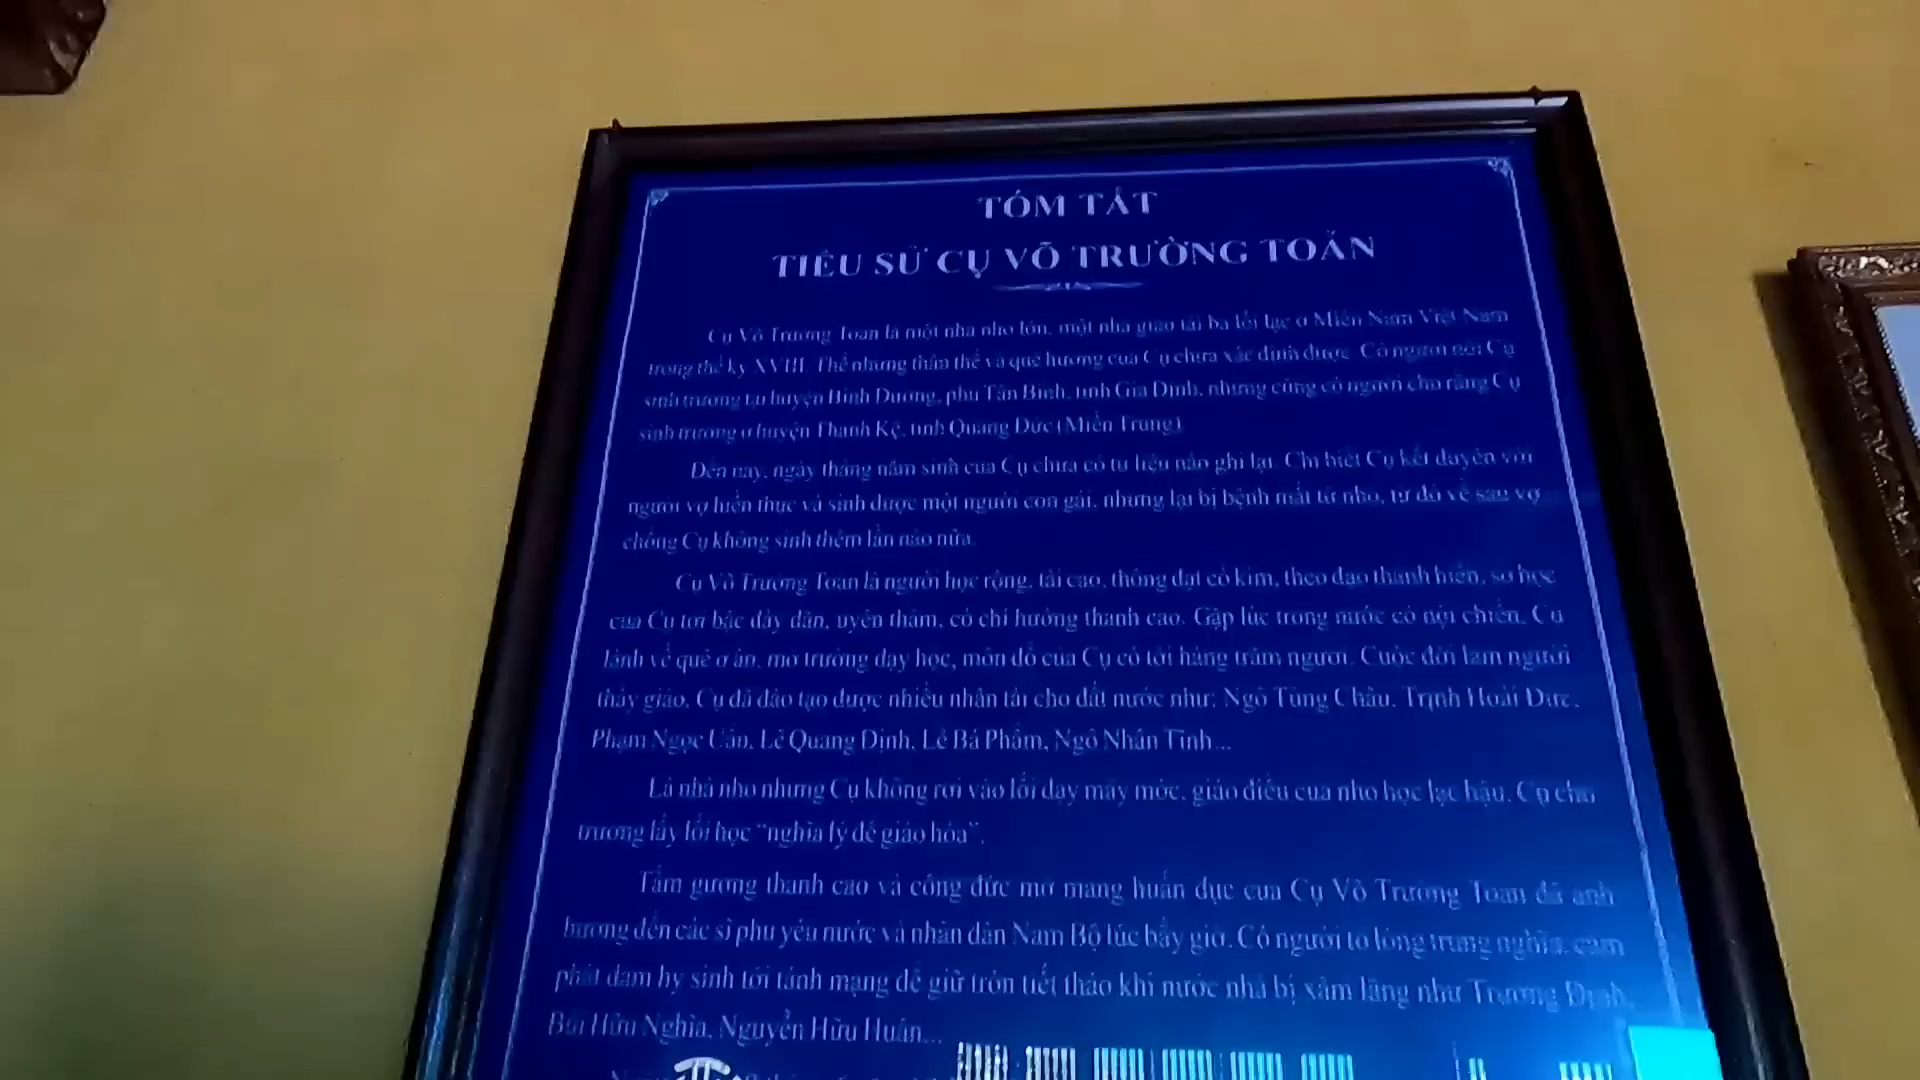 TÓM TẮT
TIỂU SỬ CỤ VÕ TRƯỜNG TOẢN
Cụ Võ Trường Toản là một nhà nho lớn, một nhà giáo tài ba lỗi lạc ở Miền Nam Việt Nam
trong thế kỷ XVIII. Thế nhưng thân thế và quê hương của Cụ chưa xác định được. Có người nói Cụ
sinh trưởng tại huyện Bình Dương, phủ Tân Bình, tỉnh Gia Định, nhưng cũng có người cho rằng Cụ
sinh trưởng ở huyện Thanh Kệ, tỉnh Quảng Đức (Miền Trung).
Đến nay, ngày tháng năm sinh của Cụ chưa có tư liệu nào ghi lại. Chỉ biết Cụ kết duyên với
người vợ hiền thục và sinh được một người con gái, nhưng lại bị bệnh mất từ nhỏ, từ đó về sau vợ
chồng Cụ không sinh thêm lần nào nữa.
Cụ Võ Trường Toản là người học rộng, tài cao, thông đạt cổ kim, theo đạo thánh hiền, sở học
của Cụ tới bậc dày dặn, uyên thâm, có chí hướng thanh cao. Gặp lúc trong nước có nội chiến, Cụ
lánh về quê ở ẩn, mở trường dạy học, môn đồ của Cụ có tới hàng trăm người. Cuộc đời làm người
thầy giáo, Cụ đã đào tạo được nhiều nhân tài cho đất nước như: Ngô Tùng Châu, Trịnh Hoài Đức,
Phạm Ngọc Uẩn, Lê Quang Định, Lê Bá Phẩm, Ngô Nhân Tĩnh...
Là nhà nho nhưng Cụ không rơi vào lối dạy máy móc, giáo điều của nho học lạc hậu. Cụ chủ
trương lấy lối học "nghĩa lý để giáo hóa".
Tấm gương thanh cao và công đức mở mang huấn dục của Cụ Võ Trường Toản đã ảnh
hưởng đến các sĩ phu yêu nước và nhân dân Nam Bộ lúc bấy giờ. Có người tỏ lòng trung nghĩa, cảm
phát dám hy sinh tới tánh mạng để giữ tròn tiết tháo khi nước nhà bị xâm lăng như Trương Định,
Bùi Hữu Nghĩa, Nguyễn Hữu Huân...